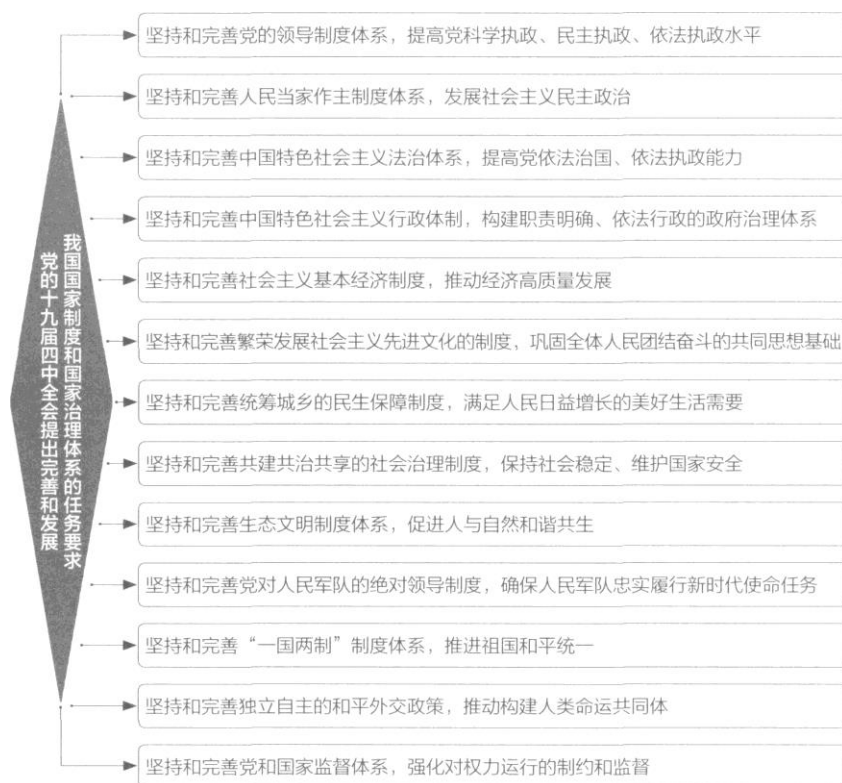 党的十九届四中全会提出完善和发展
我国国家制度和国家治理体系的任务要求
坚持和完善党的领导制度体系，提高党科学执政、民主执政、依法执政水平
坚持和完善人民当家作主制度体系，发展社会主义民主政治
坚持和完善中国特色社会主义法治体系，提高党依法治国、依法执政能力
坚持和完善中国特色社会主义行政体制，构建职责明确、依法行政的政府治理体系
坚持和完善社会主义基本经济制度，推动经济高质量发展
坚持和完善繁荣发展社会主义先进文化的制度，巩固全体人民团结奋斗的共同思想基础
坚持和完善统筹城乡的民生保障制度，满足人民日益增长的美好生活需要
坚持和完善共建共治共享的社会治理制度，保持社会稳定、维护国家安全
坚持和完善生态文明制度体系，促进人与自然和谐共生
坚持和完善党对人民军队的绝对领导制度，确保人民军队忠实履行新时代使命任务
坚持和完善“一国两制”制度体系，推进祖国和平统一
坚持和完善独立自主的和平外交政策，推动构建人类命运共同体
坚持和完善党和国家监督体系，强化对权力运行的制约和监督